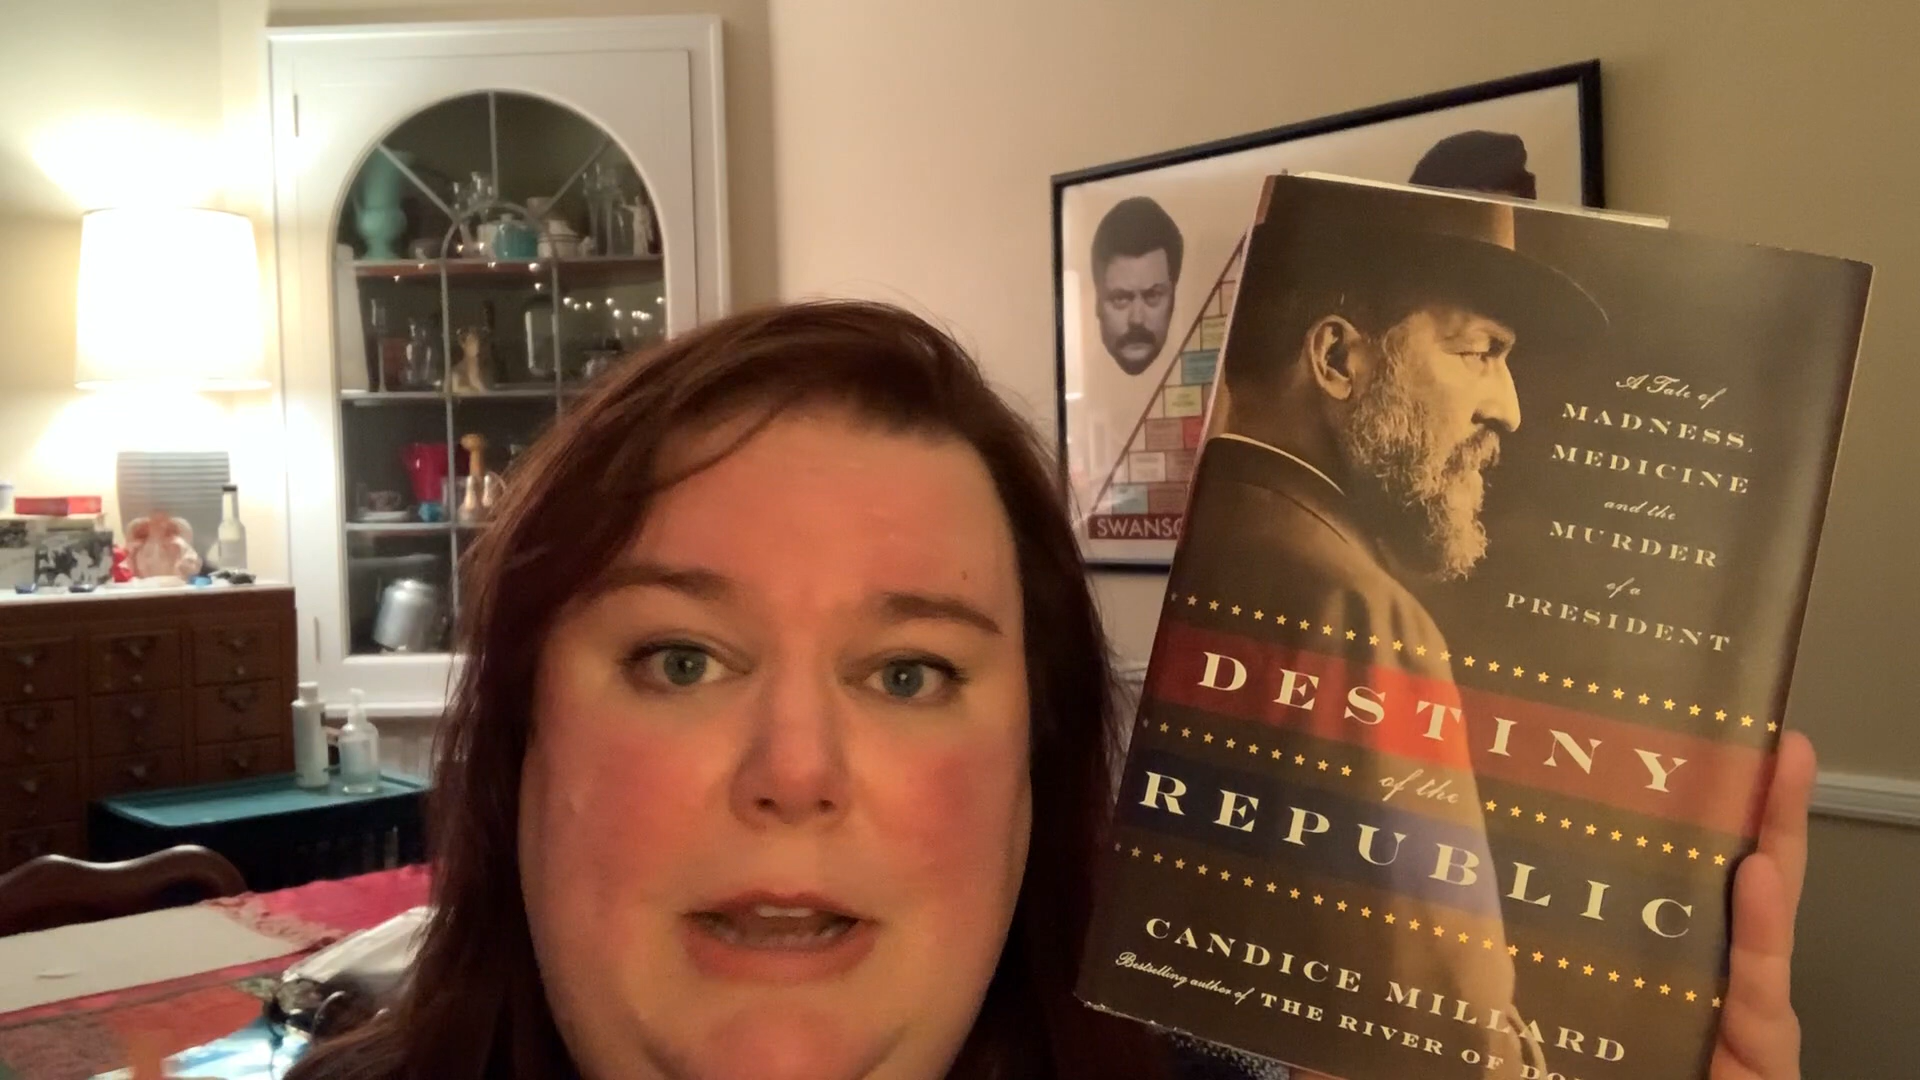 SWANSO
A Tale of
MADNESS,
MEDICINE
and the
MURDER
of a
PRESIDENT
DESTINY
of the
REPUBLIC
CANDICE MILLARD
Bestselling author of THE RIVER OF DO